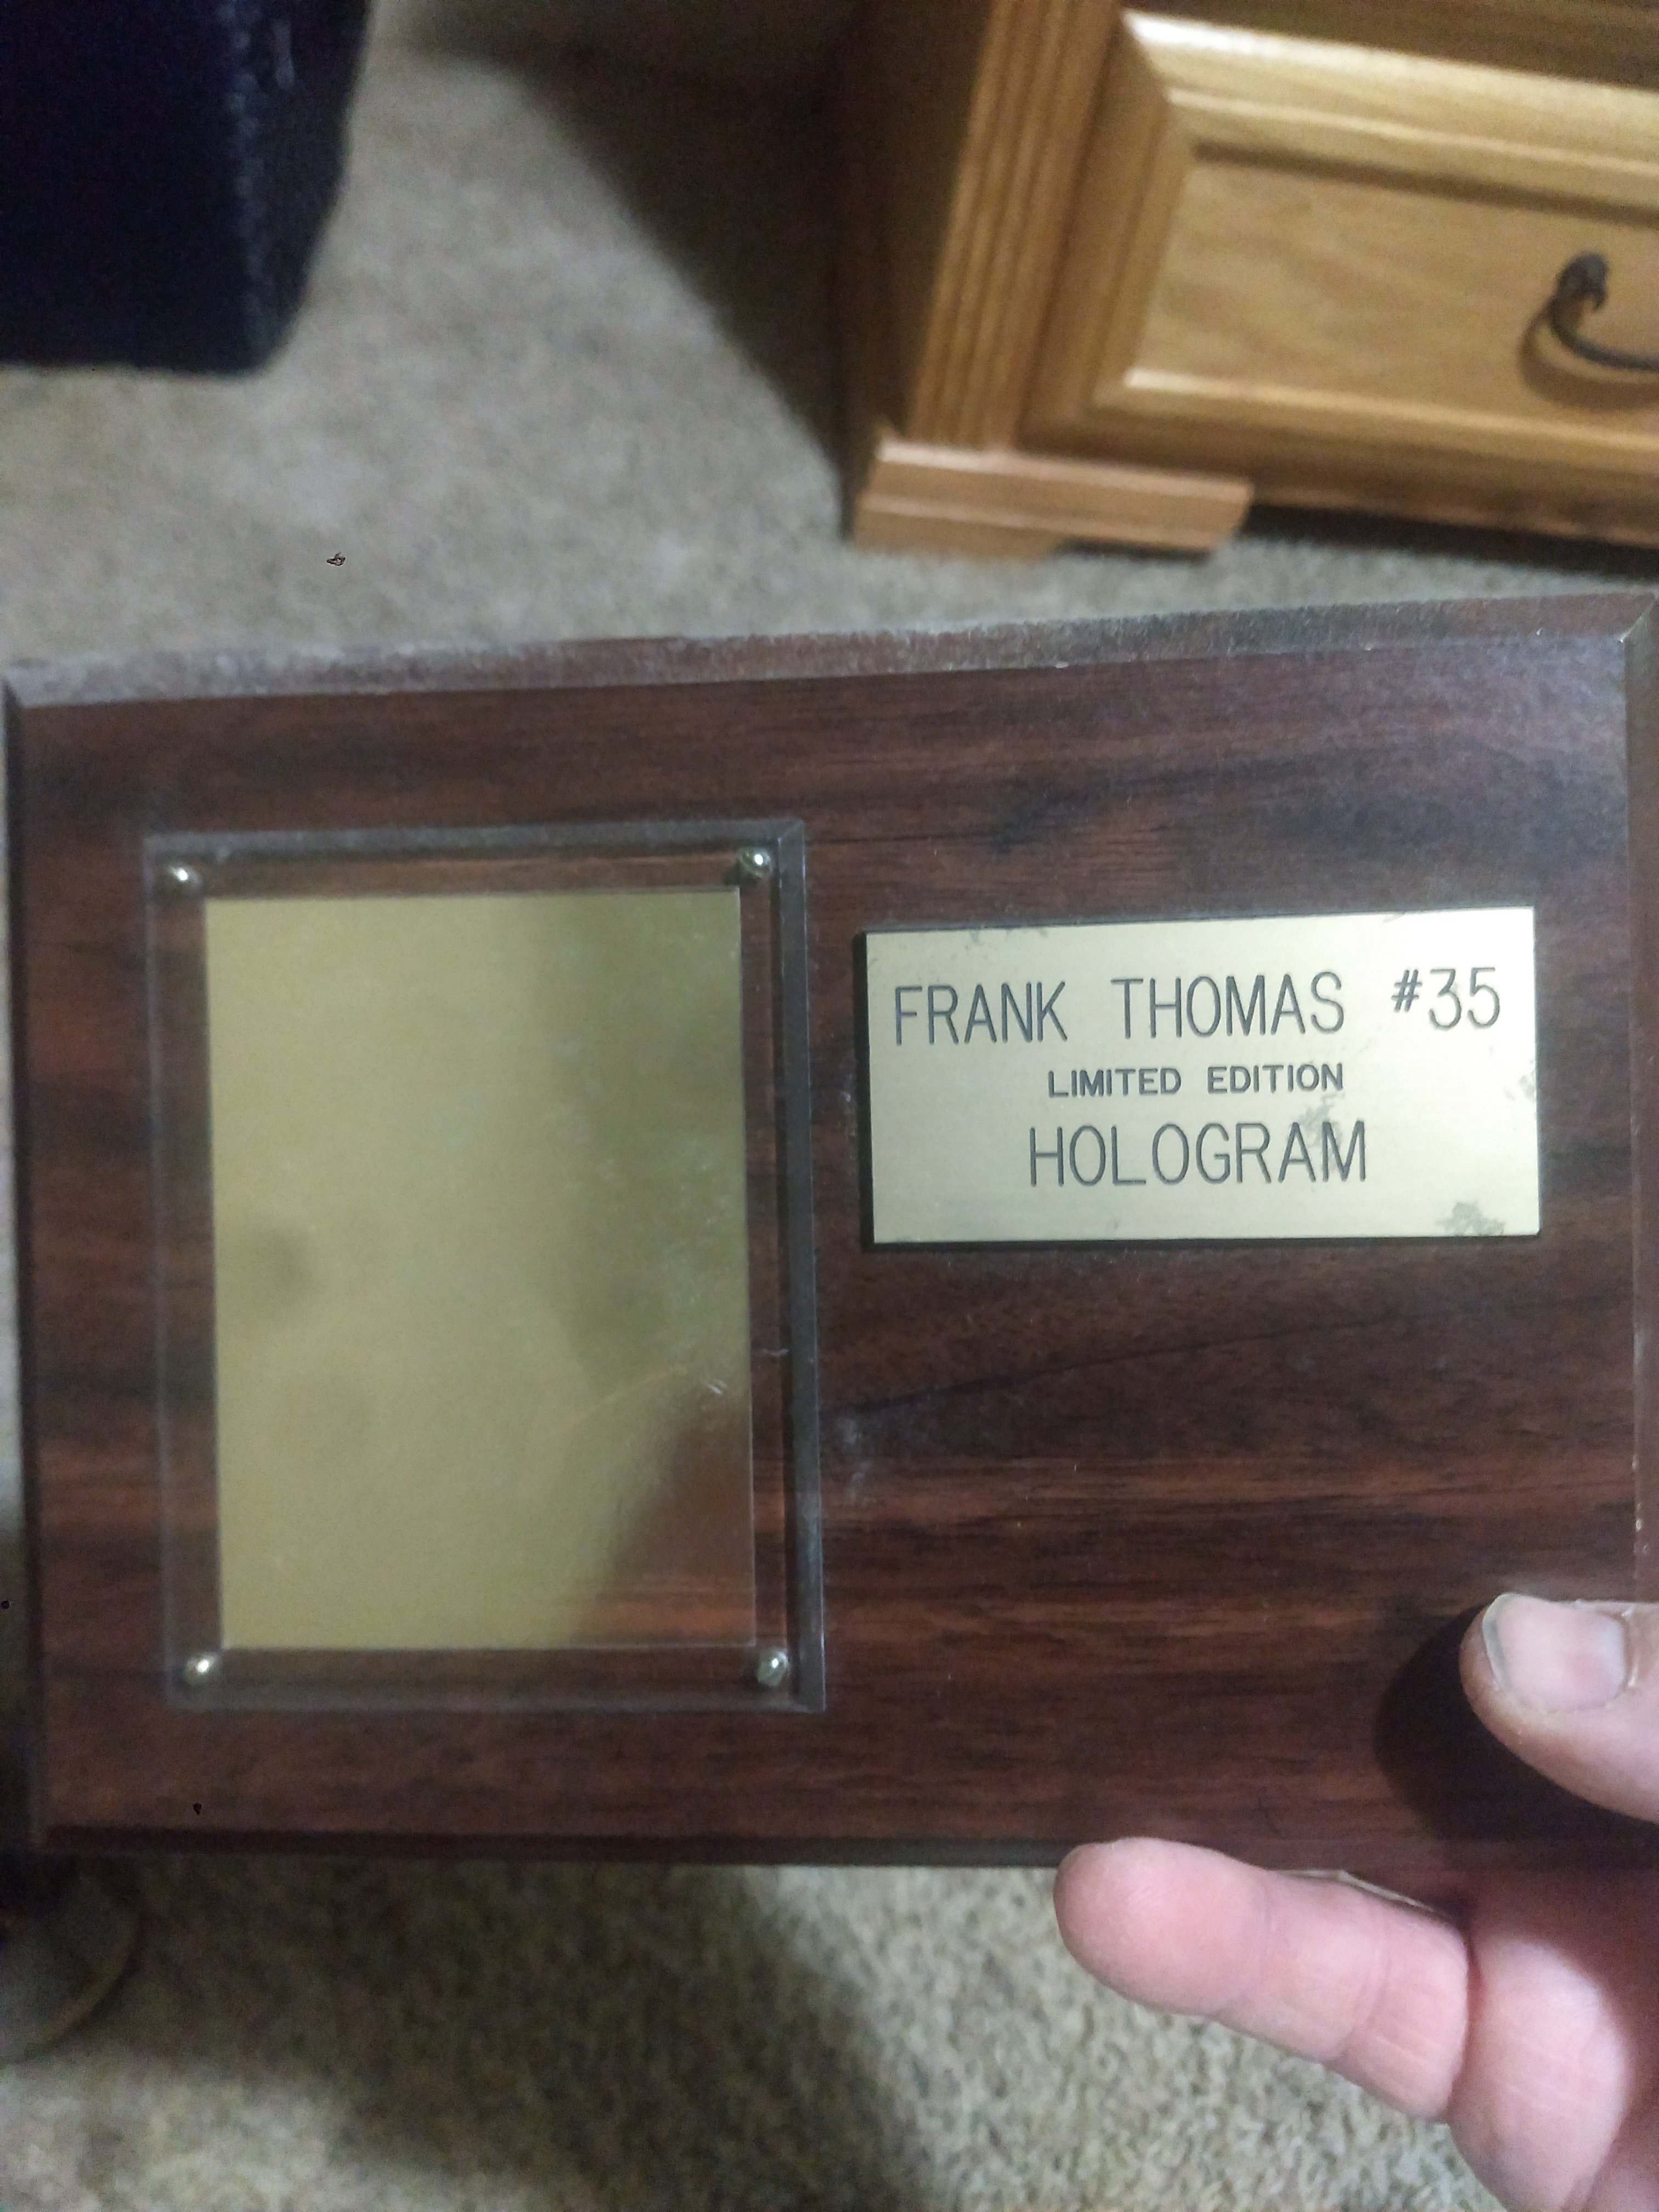 FRANK THOMAS #35
LIMITED EDITION
HOLOGRAM